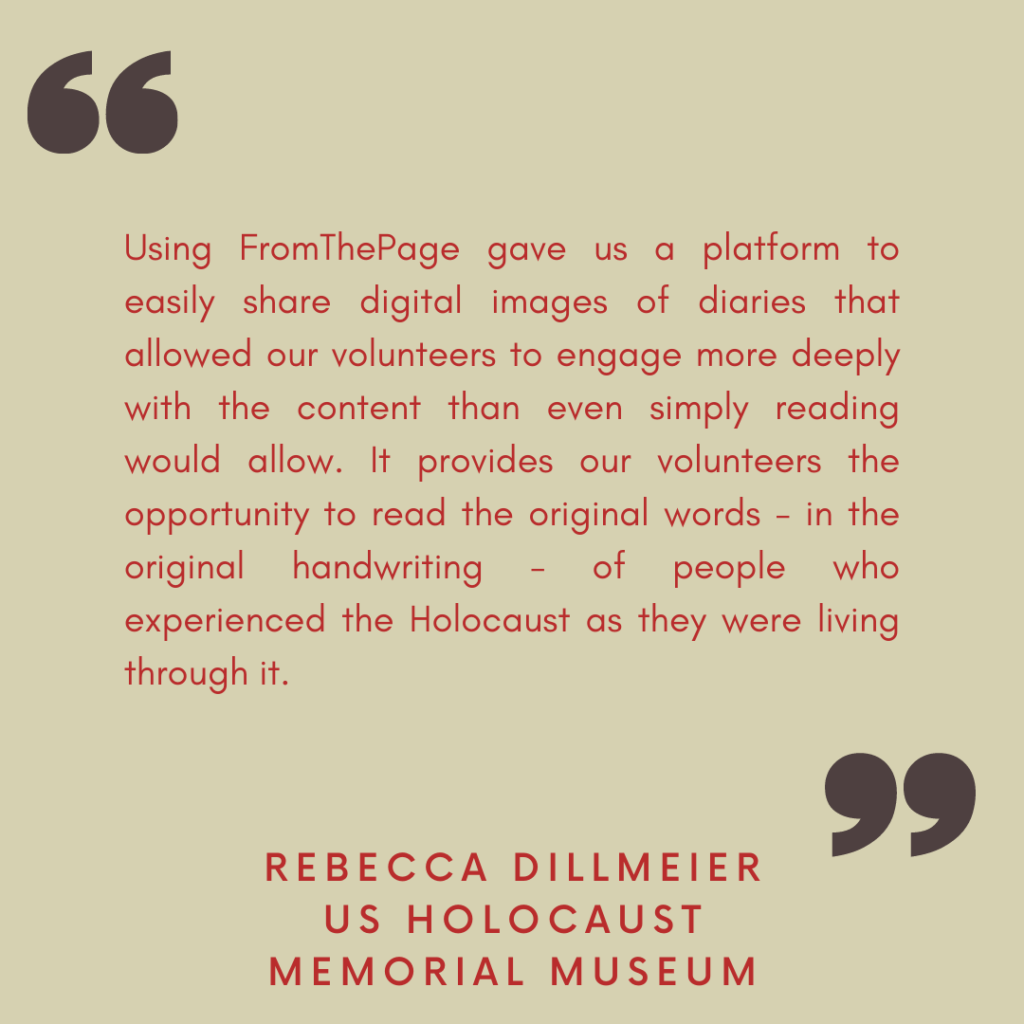 Using FromThePage gave us a platform to
easily share digital images of diaries that
allowed our volunteers to engage more deeply
with the content than even simply reading
would allow. It provides our volunteers the
opportunity to read the original words – in the
original handwriting – of people who
experienced the Holocaust as they were living
through it.
REBECCA DILLMEIER
US HOLOCAUST
MEMORIAL MUSEUM